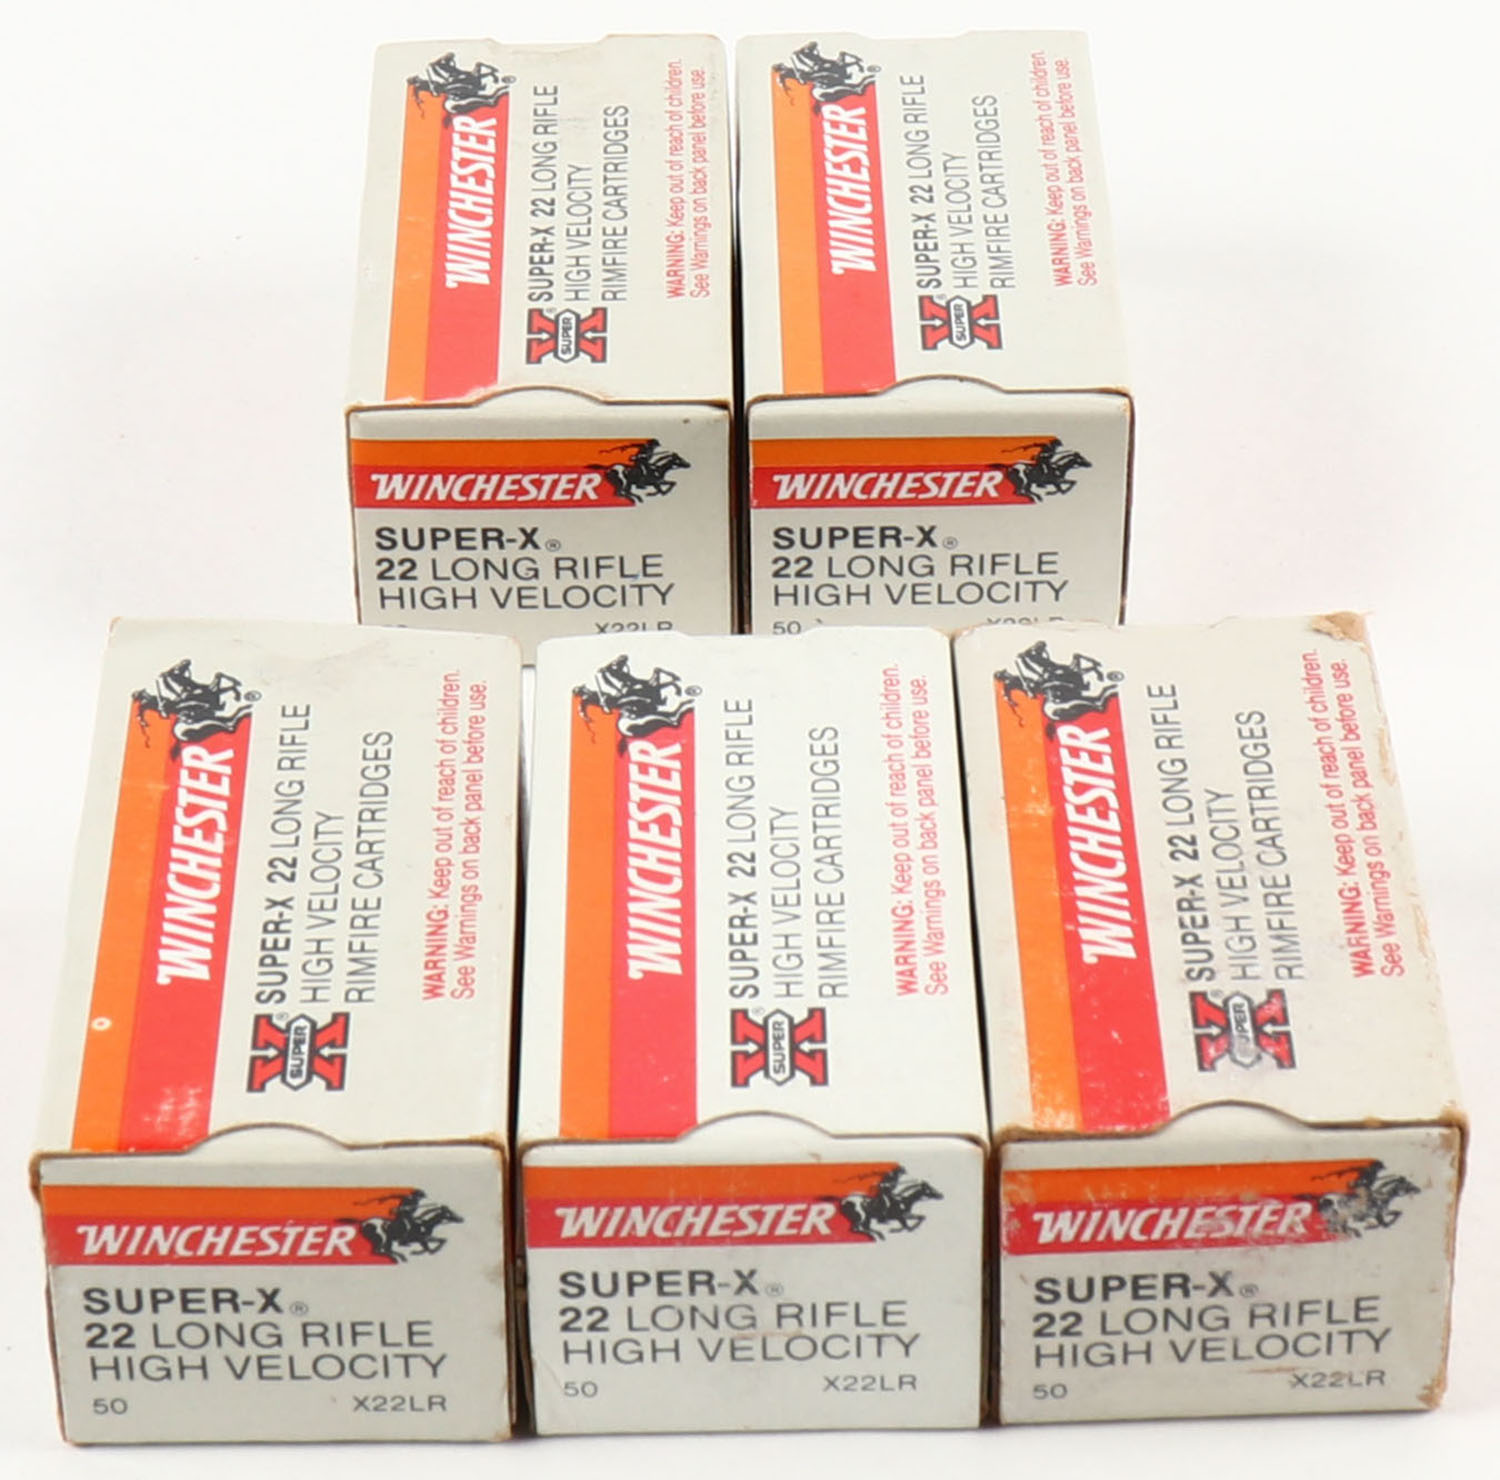 WINCHESTER®
SUPER-X 22 LONG RIFLE
HIGH VELOCITY
RIMFIRE CARTRIDGES
SUPER X®
WARNING: Keep out of reach of children.
See Warnings on back panel before use.
WINCHESTER
SUPER-X®
22 LONG RIFLE
HIGH VELOCITY
X22LR
WINCHESTER®
SUPER-X 22 LONG RIFLE
HIGH VELOCITY
RIMFIRE CARTRIDGES
SUPER X®
WARNING: Keep out of reach of children.
See Warnings on back panel before use.
WINCHESTER
SUPER-X®
22 LONG RIFLE
HIGH VELOCITY
50 X22LR
WINCHESTER®
SUPER-X 22 LONG RIFLE
HIGH VELOCITY
RIMFIRE CARTRIDGES
SUPER X®
WARNING: Keep out of reach of children.
See Warnings on back panel before use.
WINCHESTER
SUPER-X®
22 LONG RIFLE
HIGH VELOCITY
50 X22LR
WINCHESTER®
SUPER-X 22 LONG RIFLE
HIGH VELOCITY
RIMFIRE CARTRIDGES
SUPER X®
WARNING: Keep out of reach of children.
See Warnings on back panel before use.
WINCHESTER
SUPER-X®
22 LONG RIFLE
HIGH VELOCITY
50 X22LR
WINCHESTER®
SUPER-X 22 LONG RIFLE
HIGH VELOCITY
RIMFIRE CARTRIDGES
SUPER X®
WARNING: Keep out of reach of children.
See Warnings on back panel before use.
WINCHESTER
SUPER-X®
22 LONG RIFLE
HIGH VELOCITY
50 X22LR